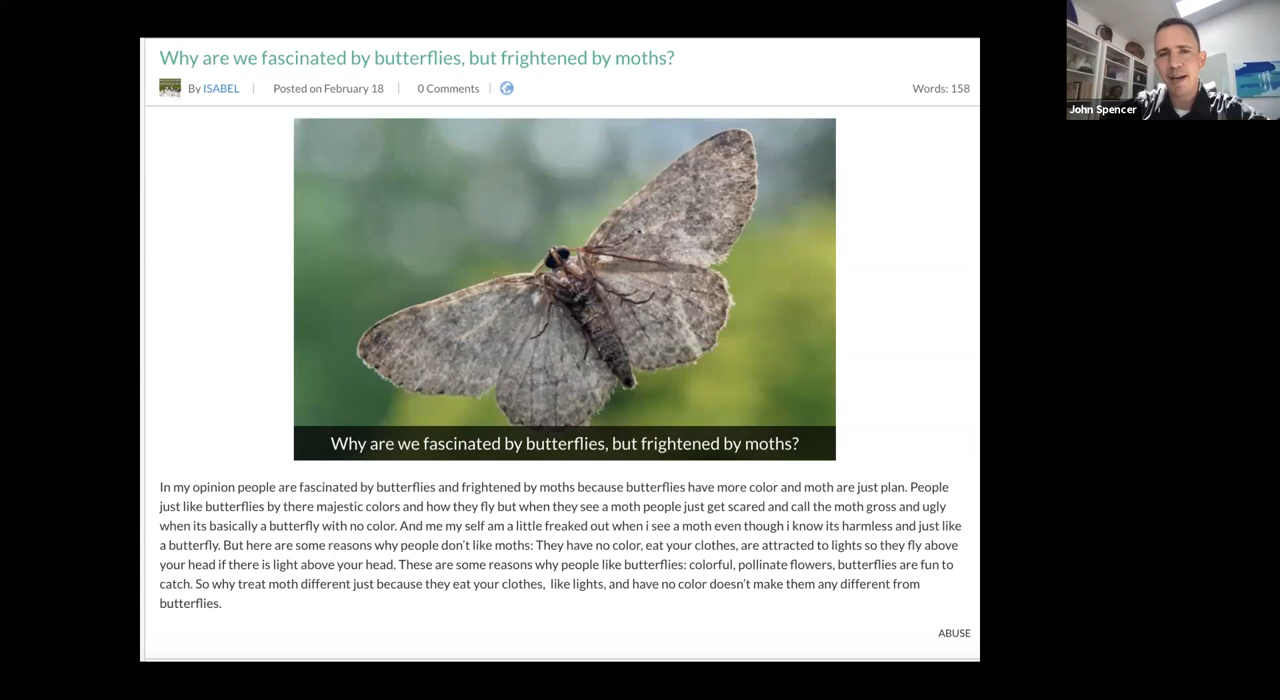 Why are we fascinated by butterflies, but frightened by moths?
By ISABEL | Posted on February 18 | 0 Comments | Words: 158
John Spencer
Why are we fascinated by butterflies, but frightened by moths?
In my opinion people are fascinated by butterflies and frightened by moths because butterflies have more color and moth are just plan. People
just like butterflies by there majestic colors and how they fly but when they see a moth people just get scared and call the moth gross and ugly
when its basically a butterfly with no color. And me my self am a little freaked out when i see a moth even though i know its harmless and just like
a butterfly. But here are some reasons why people don’t like moths: They have no color, eat your clothes, are attracted to lights so they fly above
your head if there is light above your head. These are some reasons why people like butterflies: colorful, pollinate flowers, butterflies are fun to
catch. So why treat moth different just because they eat your clothes,  like lights, and have no color doesn’t make them any different from
butterflies.
ABUSE